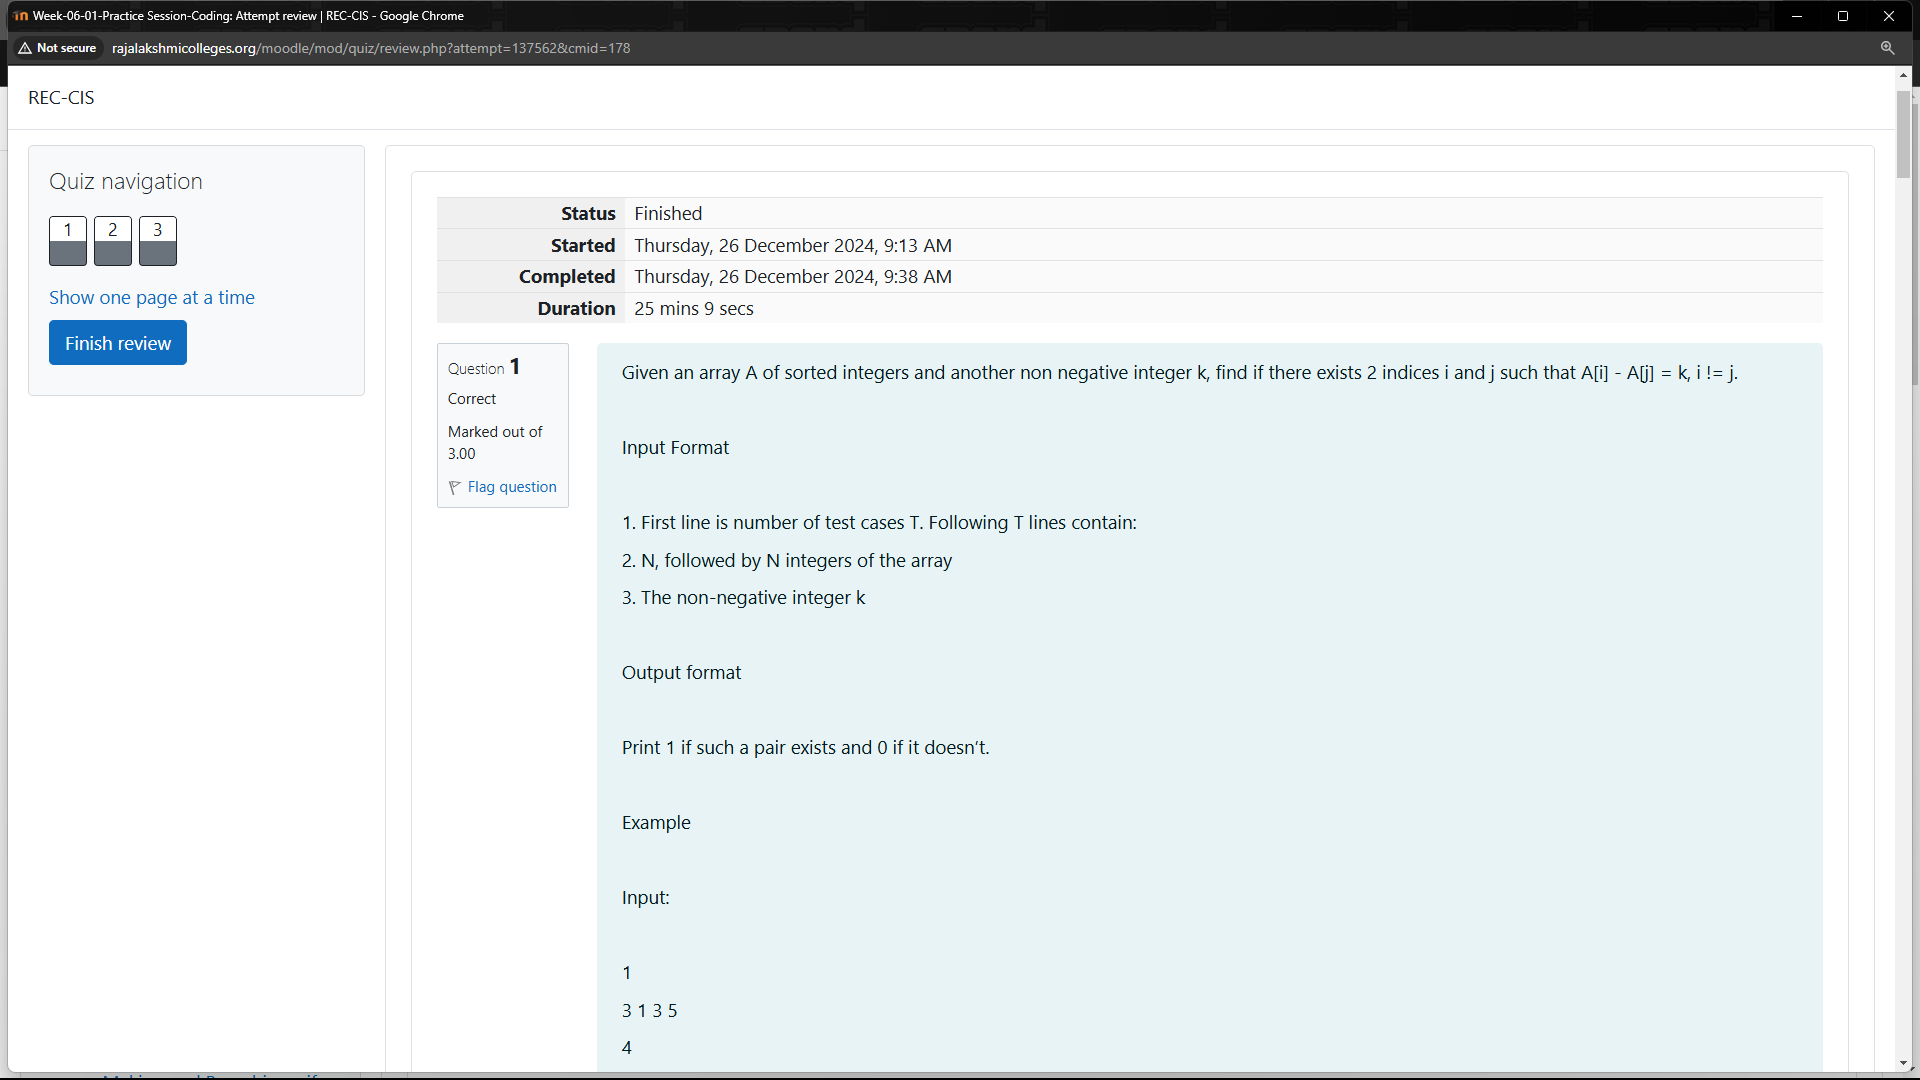 Week-06-01-Practice Session-Coding: Attempt review | REC-CIS - Google Chrome
Not secure rajalakshmicolleges.org/moodle/mod/quiz/review.php?attempt=137562&cmid=178
REC-CIS
Quiz navigation
1 2 3
Show one page at a time
Finish review
Status Finished
Started Thursday, 26 December 2024, 9:13 AM
Completed Thursday, 26 December 2024, 9:38 AM
Duration 25 mins 9 secs
Question 1
Correct
Marked out of
3.00
Flag question
Given an array A of sorted integers and another non negative integer k, find if there exists 2 indices i and j such that A[i] - A[j] = k, i != j.
Input Format
1. First line is number of test cases T. Following T lines contain:
2. N, followed by N integers of the array
3. The non-negative integer k
Output format
Print 1 if such a pair exists and 0 if it doesn’t.
Example
Input:
1
3 1 3 5
4